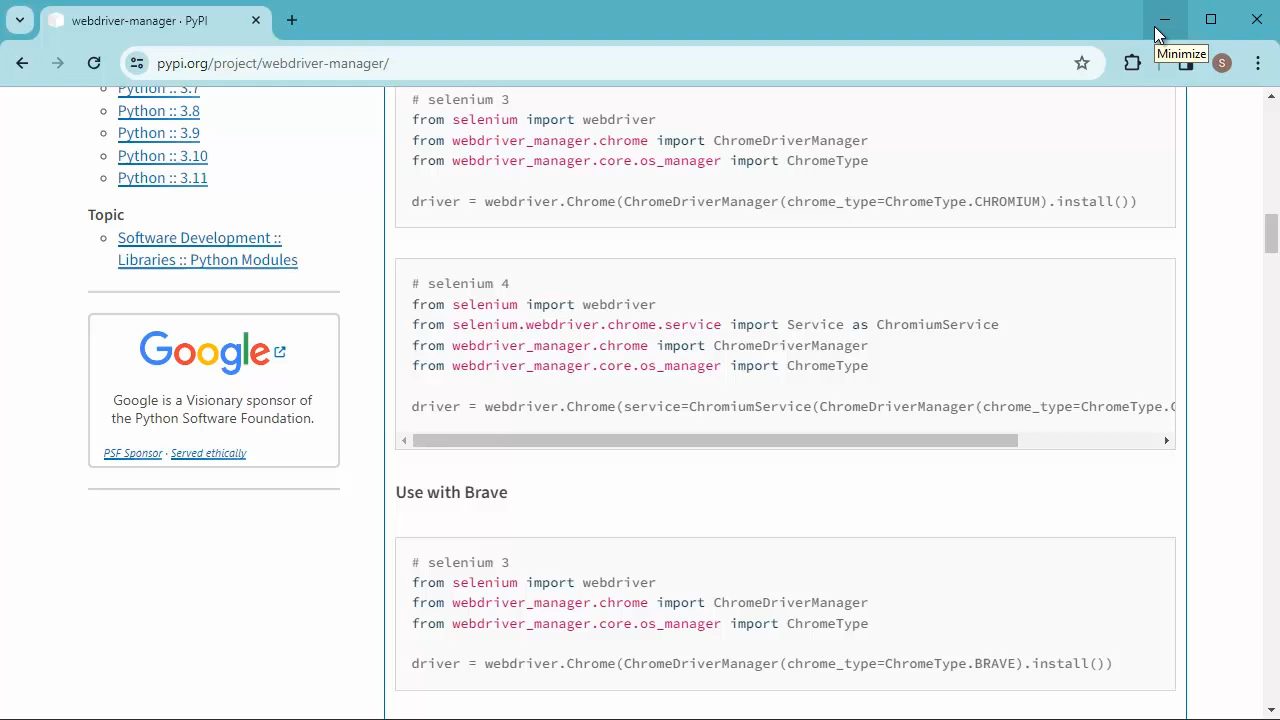 webdriver-manager · PyPI
Minimize
pypi.org/project/webdriver-manager/
S
Python :: 3.7
Python :: 3.8
Python :: 3.9
Python :: 3.10
Python :: 3.11
Topic
Software Development ::
Libraries :: Python Modules
Google
Google is a Visionary sponsor of
the Python Software Foundation.
PSF Sponsor · Served ethically
# selenium 3
from selenium import webdriver
from webdriver_manager.chrome import ChromeDriverManager
from webdriver_manager.core.os_manager import ChromeType
driver = webdriver.Chrome(ChromeDriverManager(chrome_type=ChromeType.CHROMIUM).install())
# selenium 4
from selenium import webdriver
from selenium.webdriver.chrome.service import Service as ChromiumService
from webdriver_manager.chrome import ChromeDriverManager
from webdriver_manager.core.os_manager import ChromeType
driver = webdriver.Chrome(service=ChromiumService(ChromeDriverManager(chrome_type=ChromeType.
Use with Brave
# selenium 3
from selenium import webdriver
from webdriver_manager.chrome import ChromeDriverManager
from webdriver_manager.core.os_manager import ChromeType
driver = webdriver.Chrome(ChromeDriverManager(chrome_type=ChromeType.BRAVE).install())